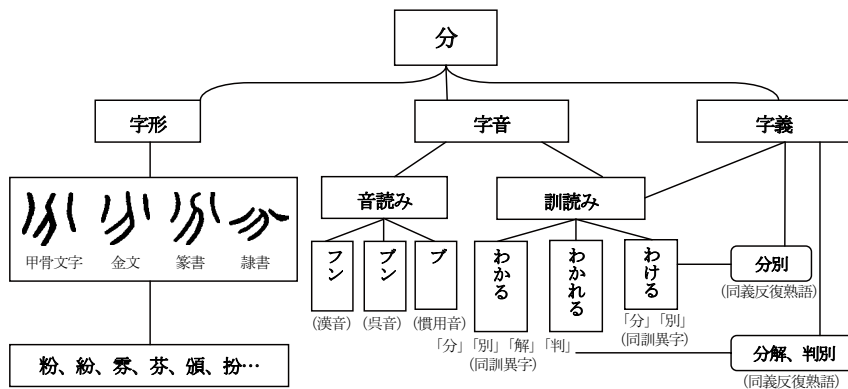 分
字形
字音
字義
甲骨文字
金文
篆書
隷書
音読み
訓読み
フン
ブン
ブ
わかる
わかれる
わける
分別
(同義反復熟語)
(漢音)
(呉音)
(慣用音)
「分」「別」「解」「判」
(同訓異字)
「分」「別」
(同訓異字)
分解、判別
(同義反復熟語)
粉、紛、雰、芬、頒、扮…